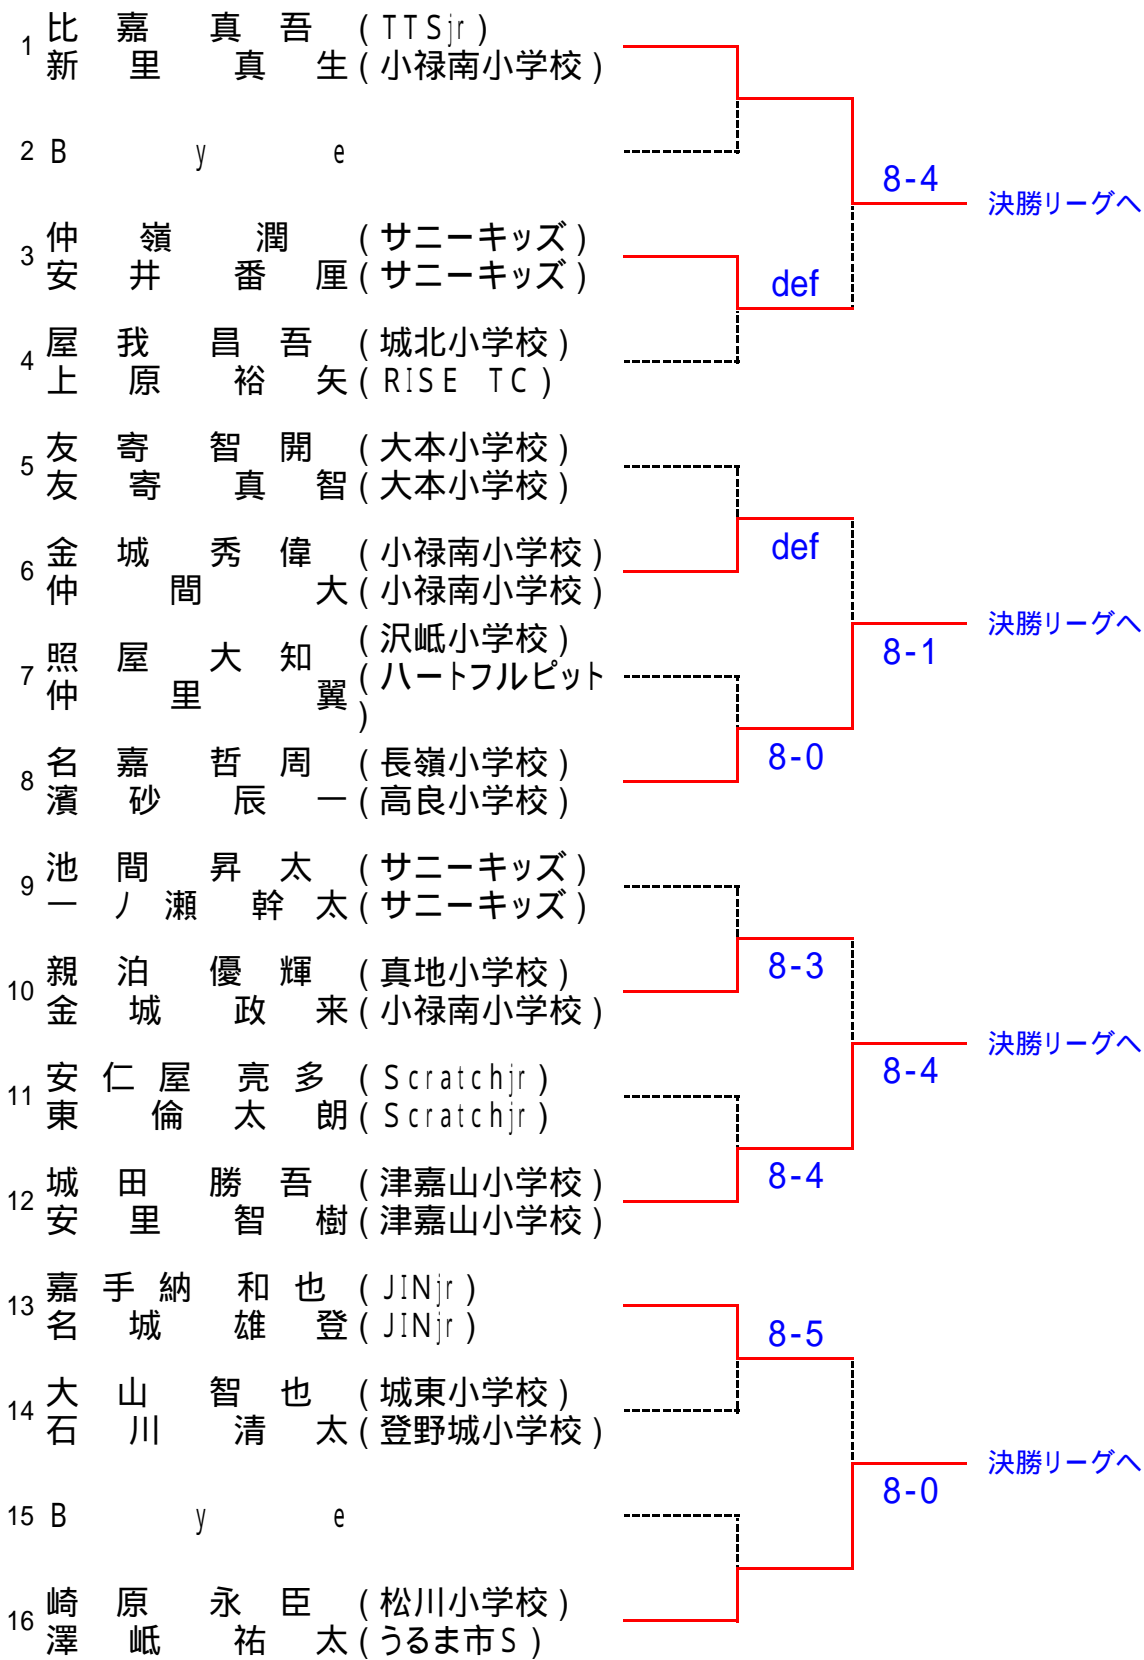 1 比嘉 真吾 (TTSjr)
新里 真生 (小禄南小学校)
2 Bye
8-4
決勝リーグへ
3 仲嶺 潤 (サニーキッズ)
安井 番厘 (サニーキッズ)
def
4 屋我 昌吾 (城北小学校)
上原 裕矢 (RISE TC)
5 友寄 智開 (大本小学校)
友寄 真智 (大本小学校)
def
6 金城 秀偉 (小禄南小学校)
仲間 大 (小禄南小学校)
決勝リーグへ
8-1
7 照屋 大知 (沢岻小学校)
仲里 翼 (ハートフルピット)
8-0
8 名嘉 哲周 (長嶺小学校)
濱砂 辰一 (高良小学校)
9 池間 昇太 (サニーキッズ)
一ノ瀬 幹太 (サニーキッズ)
8-3
10 親泊 優輝 (真地小学校)
金城 政来 (小禄南小学校)
決勝リーグへ
8-4
11 安仁屋 亮多 (Scratchjr)
東 倫太朗 (Scratchjr)
8-4
12 城田 勝吾 (津嘉山小学校)
安里 智樹 (津嘉山小学校)
13 嘉手納 和也 (JINjr)
名城 雄登 (JINjr)
8-5
14 大山 智也 (城東小学校)
石川 清太 (登野城小学校)
決勝リーグへ
8-0
15 Bye
16 崎原 永臣 (松川小学校)
澤岻 祐太 (うるま市S)